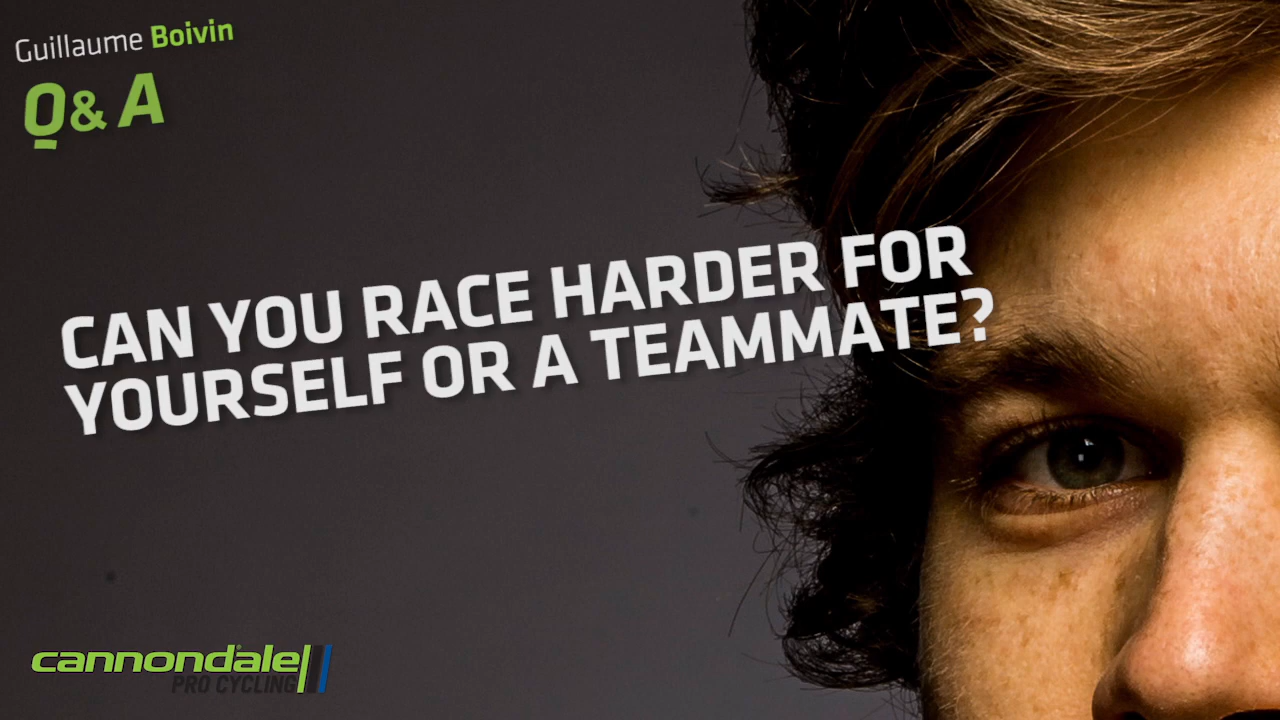 Guillaume Boivin
Q & A
CAN YOU RACE HARDER FOR
YOURSELF OR A TEAMMATE?
cannondale
PRO CYCLING